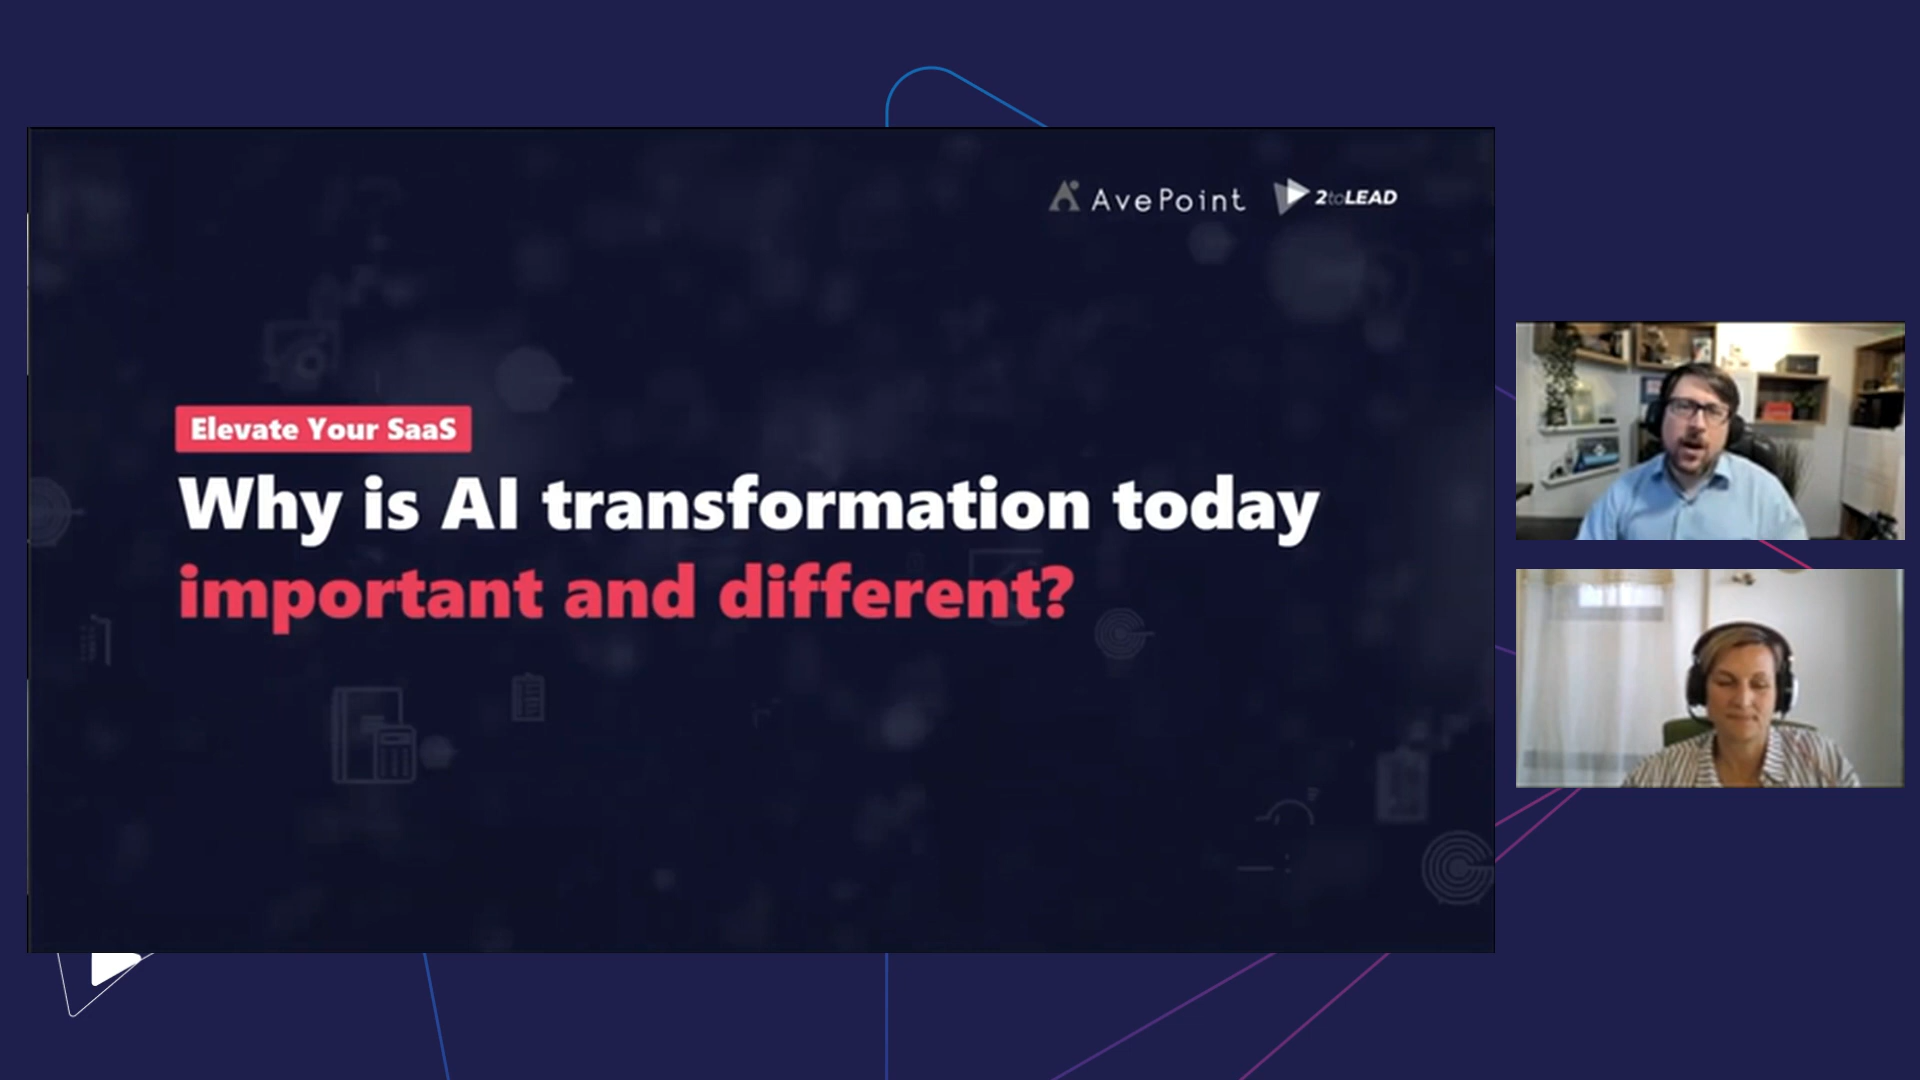 AvePoint
2toLEAD
Elevate Your SaaS
Why is AI transformation today
important and different?